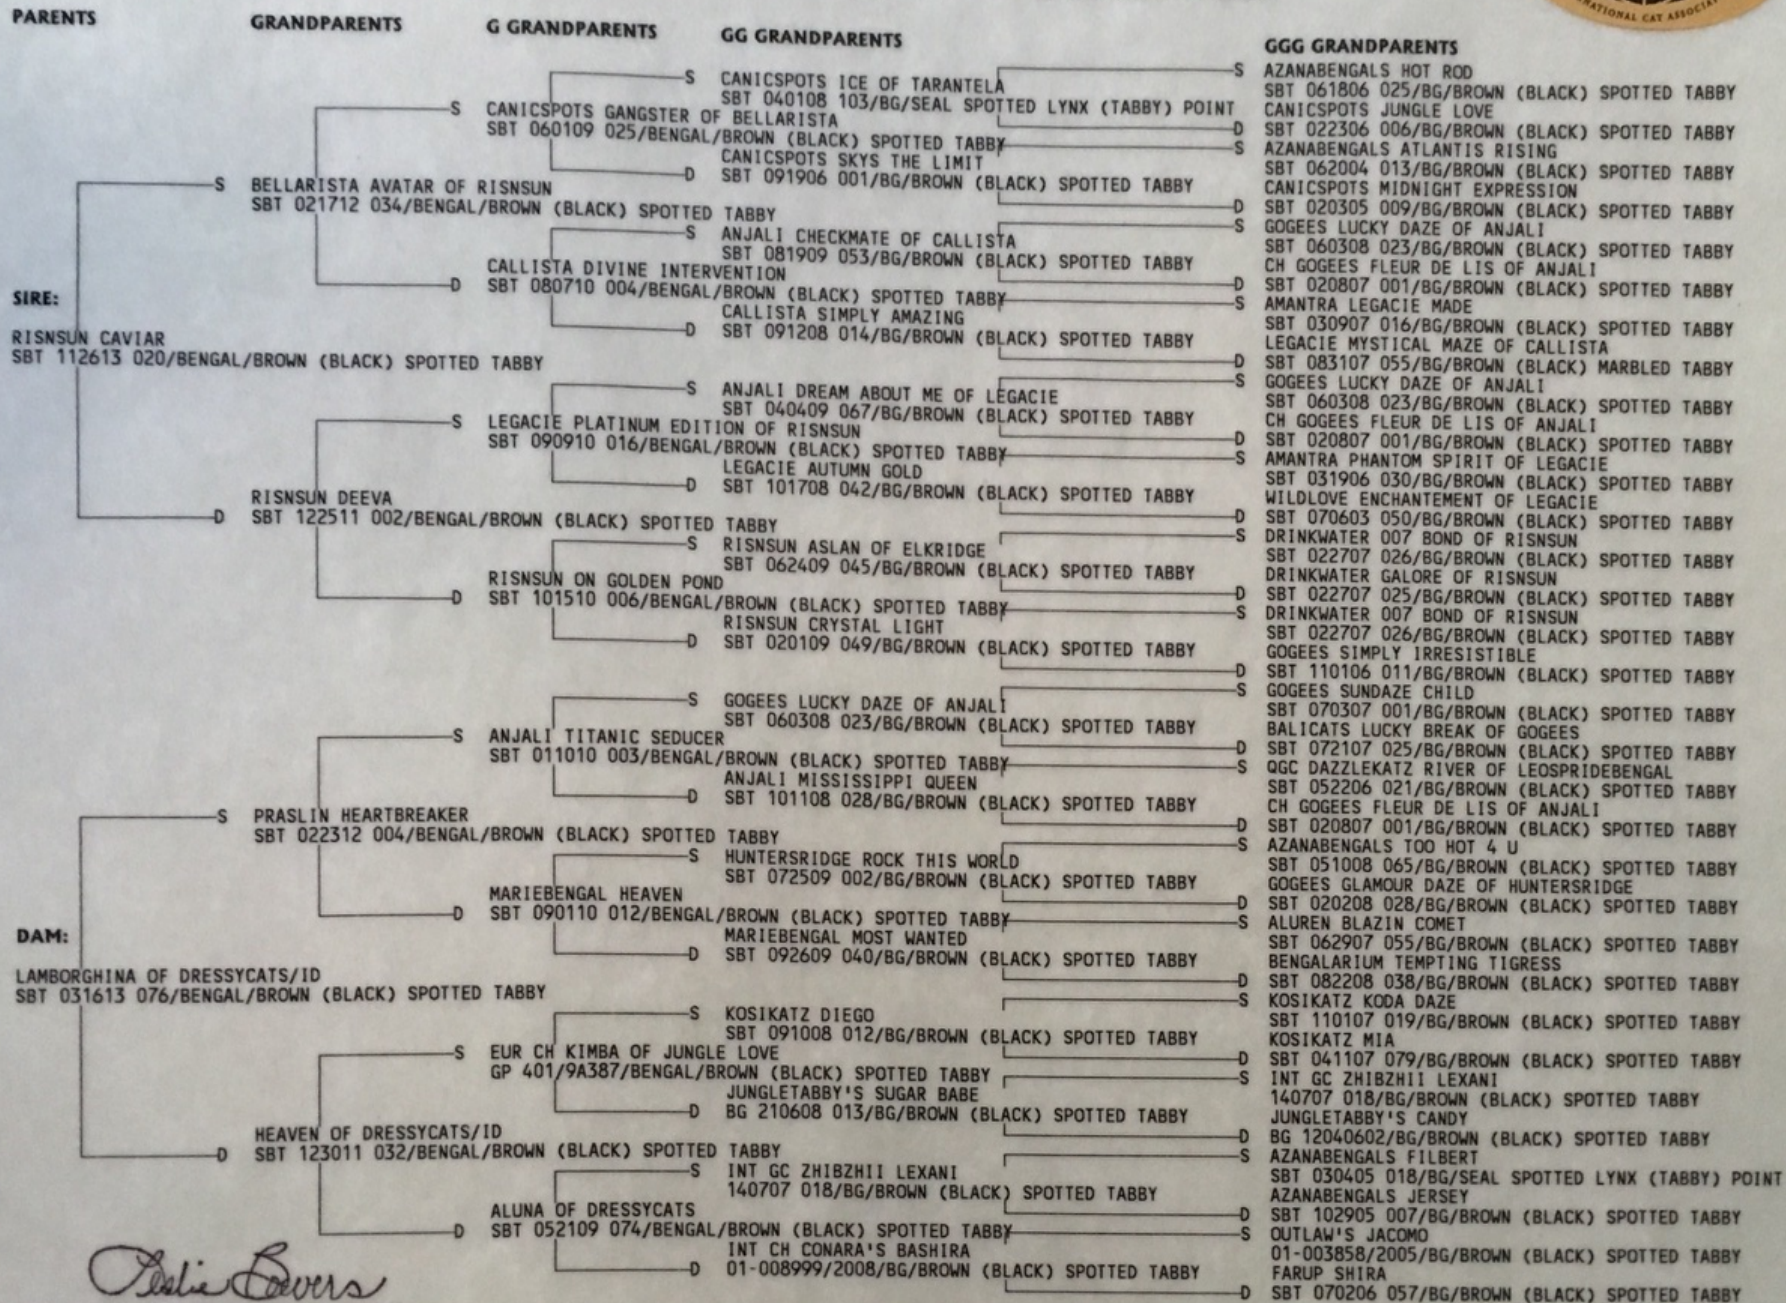 NATIONAL CAT ASSOCIA
PARENTS
GRANDPARENTS
G GRANDPARENTS
GG GRANDPARENTS
GGG GRANDPARENTS
SIRE:
RISNSUN CAVIAR
SBT 112613 020/BENGAL/BROWN (BLACK) SPOTTED TABBY
DAM:
LAMBORGHINA OF DRESSYCATS/ID
SBT 031613 076/BENGAL/BROWN (BLACK) SPOTTED TABBY
S BELLARISTA AVATAR OF RISNSUN
SBT 021712 034/BENGAL/BROWN (BLACK) SPOTTED TABBY
D RISNSUN DEEVA
SBT 122511 002/BENGAL/BROWN (BLACK) SPOTTED TABBY
S PRASLIN HEARTBREAKER
SBT 022312 004/BENGAL/BROWN (BLACK) SPOTTED TABBY
D HEAVEN OF DRESSYCATS/ID
SBT 123011 032/BENGAL/BROWN (BLACK) SPOTTED TABBY
S CANICSPOTS GANGSTER OF BELLARISTA
SBT 060109 025/BENGAL/BROWN (BLACK) SPOTTED TABBY
D CALLISTA DIVINE INTERVENTION
SBT 080710 004/BENGAL/BROWN (BLACK) SPOTTED TABBY
S LEGACIE PLATINUM EDITION OF RISNSUN
SBT 090910 016/BENGAL/BROWN (BLACK) SPOTTED TABBY
D RISNSUN ON GOLDEN POND
SBT 101510 006/BENGAL/BROWN (BLACK) SPOTTED TABBY
S ANJALI TITANIC SEDUCER
SBT 011010 003/BENGAL/BROWN (BLACK) SPOTTED TABBY
D MARIEBENGAL HEAVEN
SBT 090110 012/BENGAL/BROWN (BLACK) SPOTTED TABBY
S EUR CH KIMBA OF JUNGLE LOVE
GP 401/9A387/BENGAL/BROWN (BLACK) SPOTTED TABBY
D ALUNA OF DRESSYCATS
SBT 052109 074/BENGAL/BROWN (BLACK) SPOTTED TABBY
S CANICSPOTS ICE OF TARANTELA
SBT 040108 103/BG/SEAL SPOTTED LYNX (TABBY) POINT
D CANICSPOTS SKYS THE LIMIT
SBT 091906 001/BG/BROWN (BLACK) SPOTTED TABBY
S ANJALI CHECKMATE OF CALLISTA
SBT 081909 053/BG/BROWN (BLACK) SPOTTED TABBY
D CALLISTA SIMPLY AMAZING
SBT 091208 014/BG/BROWN (BLACK) SPOTTED TABBY
S ANJALI DREAM ABOUT ME OF LEGACIE
SBT 040409 067/BG/BROWN (BLACK) SPOTTED TABBY
D LEGACIE AUTUMN GOLD
SBT 101708 042/BG/BROWN (BLACK) SPOTTED TABBY
S RISNSUN ASLAN OF ELKRIDGE
SBT 062409 045/BG/BROWN (BLACK) SPOTTED TABBY
D RISNSUN CRYSTAL LIGHT
SBT 020109 049/BG/BROWN (BLACK) SPOTTED TABBY
S GOGEES LUCKY DAZE OF ANJALI
SBT 060308 023/BG/BROWN (BLACK) SPOTTED TABBY
D ANJALI MISSISSIPPI QUEEN
SBT 101108 028/BG/BROWN (BLACK) SPOTTED TABBY
S HUNTERSRIDGE ROCK THIS WORLD
SBT 072509 002/BG/BROWN (BLACK) SPOTTED TABBY
D MARIEBENGAL MOST WANTED
SBT 092609 040/BG/BROWN (BLACK) SPOTTED TABBY
S KOSIKATZ DIEGO
SBT 091008 012/BG/BROWN (BLACK) SPOTTED TABBY
D JUNGLETABBY'S SUGAR BABE
BG 210608 013/BG/BROWN (BLACK) SPOTTED TABBY
S INT GC ZHIBZHII LEXANI
140707 018/BG/BROWN (BLACK) SPOTTED TABBY
D INT CH CONARA'S BASHIRA
01-008999/2008/BG/BROWN (BLACK) SPOTTED TABBY
S AZANABENGALS HOT ROD
SBT 061806 025/BG/BROWN (BLACK) SPOTTED TABBY
CANICSPOTS JUNGLE LOVE
D SBT 022306 006/BG/BROWN (BLACK) SPOTTED TABBY
S AZANABENGALS ATLANTIS RISING
SBT 062004 013/BG/BROWN (BLACK) SPOTTED TABBY
CANICSPOTS MIDNIGHT EXPRESSION
D SBT 020305 009/BG/BROWN (BLACK) SPOTTED TABBY
S GOGEES LUCKY DAZE OF ANJALI
SBT 060308 023/BG/BROWN (BLACK) SPOTTED TABBY
CH GOGEES FLEUR DE LIS OF ANJALI
D SBT 020807 001/BG/BROWN (BLACK) SPOTTED TABBY
S AMANTRA LEGACIE MADE
SBT 030907 016/BG/BROWN (BLACK) SPOTTED TABBY
LEGACIE MYSTICAL MAZE OF CALLISTA
D SBT 083107 055/BG/BROWN (BLACK) MARBLED TABBY
S GOGEES LUCKY DAZE OF ANJALI
SBT 060308 023/BG/BROWN (BLACK) SPOTTED TABBY
CH GOGEES FLEUR DE LIS OF ANJALI
D SBT 020807 001/BG/BROWN (BLACK) SPOTTED TABBY
S AMANTRA PHANTOM SPIRIT OF LEGACIE
SBT 031906 030/BG/BROWN (BLACK) SPOTTED TABBY
WILDLOVE ENCHANTEMENT OF LEGACIE
D SBT 070603 050/BG/BROWN (BLACK) SPOTTED TABBY
S DRINKWATER 007 BOND OF RISNSUN
SBT 022707 026/BG/BROWN (BLACK) SPOTTED TABBY
DRINKWATER GALORE OF RISNSUN
D SBT 022707 025/BG/BROWN (BLACK) SPOTTED TABBY
S DRINKWATER 007 BOND OF RISNSUN
SBT 022707 026/BG/BROWN (BLACK) SPOTTED TABBY
GOGEES SIMPLY IRRESISTIBLE
D SBT 110106 011/BG/BROWN (BLACK) SPOTTED TABBY
S GOGEES SUNDAZE CHILD
SBT 070307 001/BG/BROWN (BLACK) SPOTTED TABBY
BALICATS LUCKY BREAK OF GOGEES
D SBT 072107 025/BG/BROWN (BLACK) SPOTTED TABBY
S QGC DAZZLEKATZ RIVER OF LEOSPRIDEBENGAL
SBT 052206 021/BG/BROWN (BLACK) SPOTTED TABBY
CH GOGEES FLEUR DE LIS OF ANJALI
D SBT 020807 001/BG/BROWN (BLACK) SPOTTED TABBY
S AZANABENGALS TOO HOT 4 U
SBT 051008 065/BG/BROWN (BLACK) SPOTTED TABBY
GOGEES GLAMOUR DAZE OF HUNTERSRIDGE
D SBT 020208 028/BG/BROWN (BLACK) SPOTTED TABBY
S ALUREN BLAZIN COMET
SBT 062907 055/BG/BROWN (BLACK) SPOTTED TABBY
BENGALARIUM TEMPTING TIGRESS
D SBT 082208 038/BG/BROWN (BLACK) SPOTTED TABBY
S KOSIKATZ KODA DAZE
SBT 110107 019/BG/BROWN (BLACK) SPOTTED TABBY
KOSIKATZ MIA
D SBT 041107 079/BG/BROWN (BLACK) SPOTTED TABBY
S INT GC ZHIBZHII LEXANI
140707 018/BG/BROWN (BLACK) SPOTTED TABBY
JUNGLETABBY'S CANDY
D BG 12040602/BG/BROWN (BLACK) SPOTTED TABBY
S AZANABENGALS FILBERT
SBT 030405 018/BG/SEAL SPOTTED LYNX (TABBY) POINT
AZANABENGALS JERSEY
D SBT 102905 007/BG/BROWN (BLACK) SPOTTED TABBY
S OUTLAW'S JACOMO
01-003858/2005/BG/BROWN (BLACK) SPOTTED TABBY
FARUP SHIRA
D SBT 070206 057/BG/BROWN (BLACK) SPOTTED TABBY
Leslie Bowers